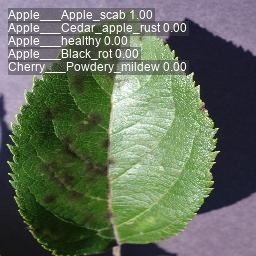 Apple___Apple_scab 1.00
Apple___Cedar_apple_rust 0.00
Apple___healthy 0.00
Apple___Black_rot 0.00
Cherry___Powdery_mildew 0.00